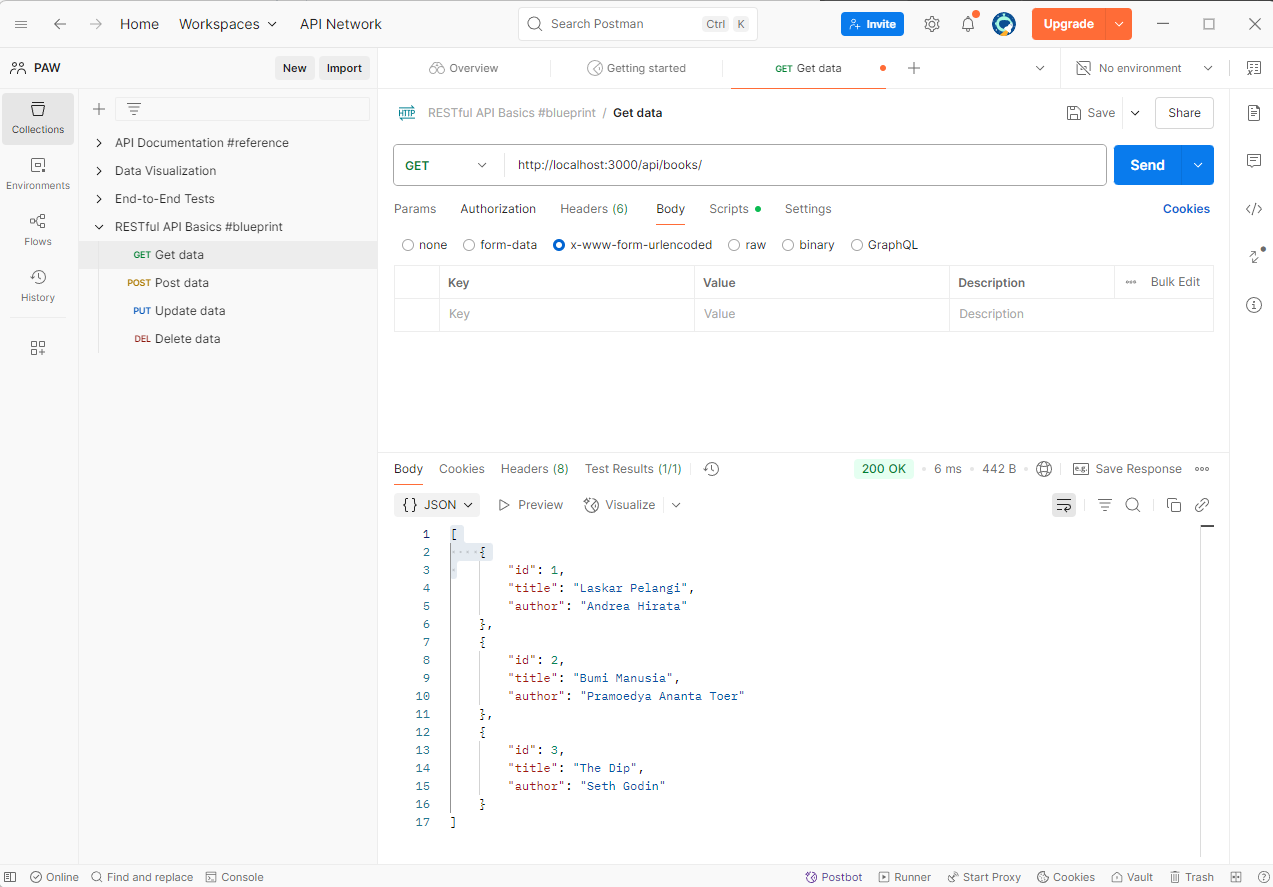 Home Workspaces API Network Search Postman Ctrl K Invite Upgrade
PAW New Import Overview Getting started GET Get data No environment
Collections
Environments
Flows
History
API Documentation #reference
Data Visualization
End-to-End Tests
RESTful API Basics #blueprint
GET Get data
POST Post data
PUT Update data
DEL Delete data
HTTP RESTful API Basics #blueprint / Get data Save Share
GET http://localhost:3000/api/books/ Send
Params Authorization Headers (6) Body Scripts Settings Cookies
none form-data x-www-form-urlencoded raw binary GraphQL
Key Value Description Bulk Edit
Key Value Description
Body Cookies Headers (8) Test Results (1/1) 200 OK 6 ms 442 B e.g. Save Response
{} JSON Preview Visualize
1 [
2 {
3 "id": 1,
4 "title": "Laskar Pelangi",
5 "author": "Andrea Hirata"
6 },
7 {
8 "id": 2,
9 "title": "Bumi Manusia",
10 "author": "Pramoedya Ananta Toer"
11 },
12 {
13 "id": 3,
14 "title": "The Dip",
15 "author": "Seth Godin"
16 }
17 ]
Online Find and replace Console Postbot Runner Start Proxy Cookies Vault Trash